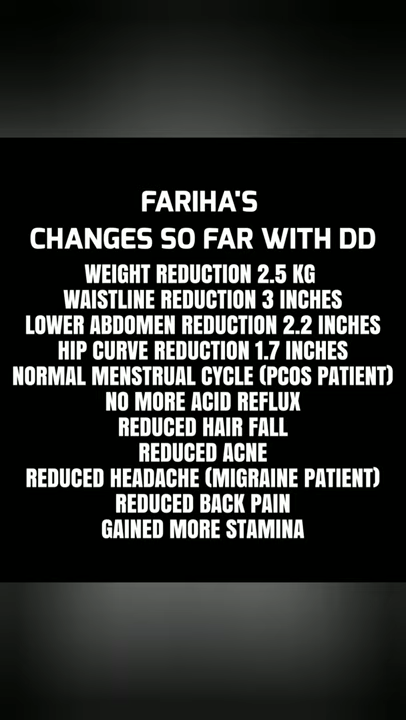 FARIHA'S
CHANGES SO FAR WITH DD
WEIGHT REDUCTION 2.5 KG
WAISTLINE REDUCTION 3 INCHES
LOWER ABDOMEN REDUCTION 2.2 INCHES
HIP CURVE REDUCTION 1.7 INCHES
NORMAL MENSTRUAL CYCLE (PCOS PATIENT)
NO MORE ACID REFLUX
REDUCED HAIR FALL
REDUCED ACNE
REDUCED HEADACHE (MIGRAINE PATIENT)
REDUCED BACK PAIN
GAINED MORE STAMINA